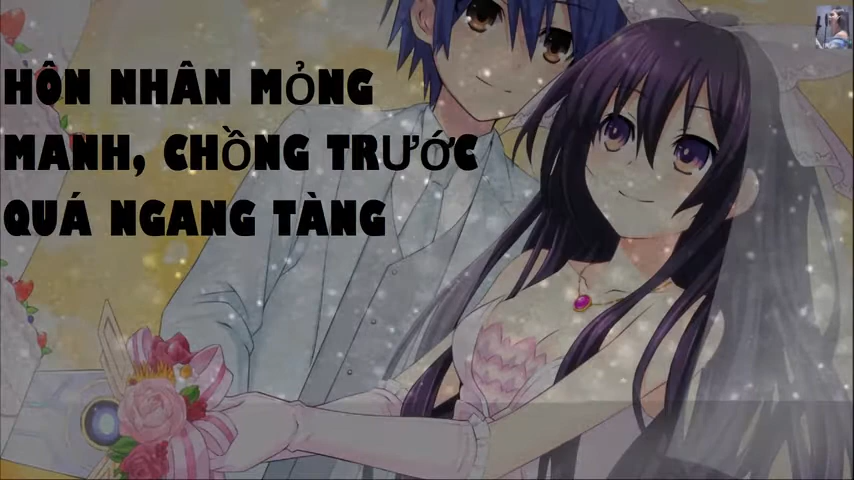 HÔN NHÂN MỎNG
MANH, CHỒNG TRƯỚC
QUÁ NGANG TÀNG